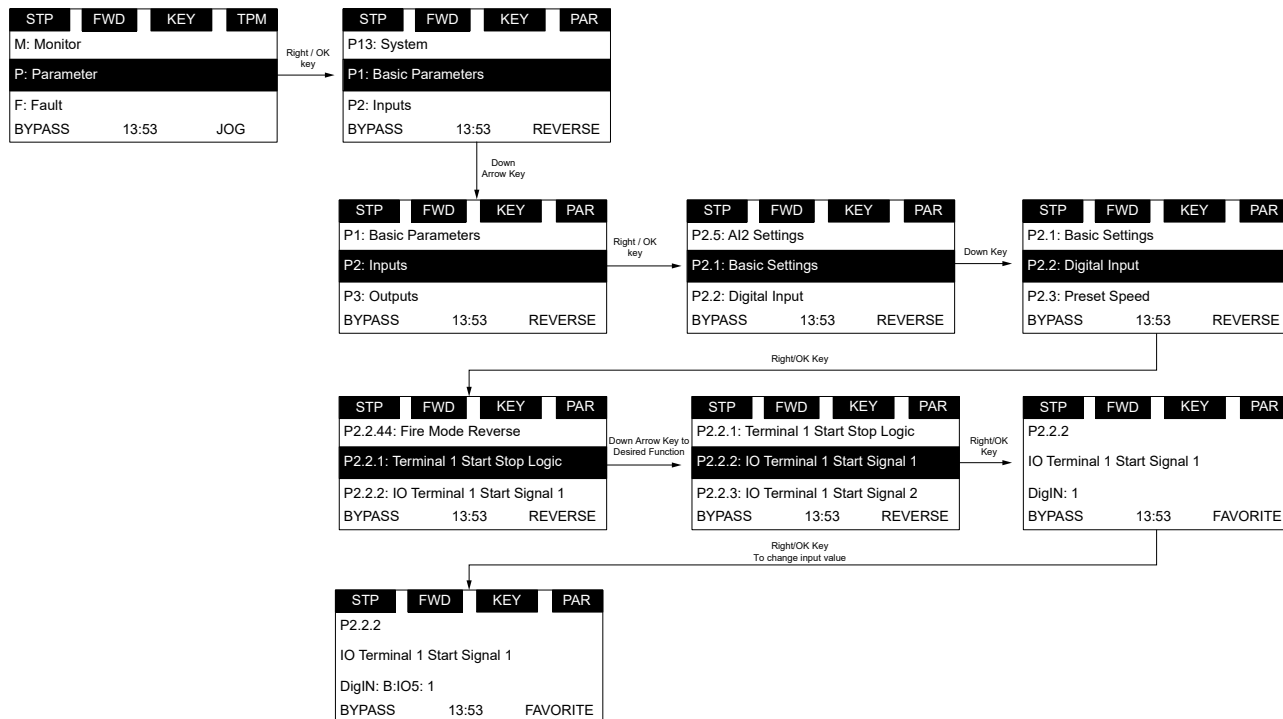 STP FWD KEY TPM
M: Monitor
P: Parameter
F: Fault
BYPASS 13:53 JOG
Right / OK
key
STP FWD KEY PAR
P13: System
P1: Basic Parameters
P2: Inputs
BYPASS 13:53 REVERSE
Down
Arrow Key
STP FWD KEY PAR
P1: Basic Parameters
P2: Inputs
P3: Outputs
BYPASS 13:53 REVERSE
Right / OK
key
STP FWD KEY PAR
P2.5: AI2 Settings
P2.1: Basic Settings
P2.2: Digital Input
BYPASS 13:53 REVERSE
Down Key
STP FWD KEY PAR
P2.1: Basic Settings
P2.2: Digital Input
P2.3: Preset Speed
BYPASS 13:53 REVERSE
Right/OK Key
STP FWD KEY PAR
P2.2.44: Fire Mode Reverse
P2.2.1: Terminal 1 Start Stop Logic
P2.2.2: IO Terminal 1 Start Signal 1
BYPASS 13:53 REVERSE
Down Arrow Key to
Desired Function
STP FWD KEY PAR
P2.2.1: Terminal 1 Start Stop Logic
P2.2.2: IO Terminal 1 Start Signal 1
P2.2.3: IO Terminal 1 Start Signal 2
BYPASS 13:53 REVERSE
Right/OK
Key
STP FWD KEY PAR
P2.2.2
IO Terminal 1 Start Signal 1
DigIN: 1
BYPASS 13:53 FAVORITE
Right/OK Key
To change input value
STP FWD KEY PAR
P2.2.2
IO Terminal 1 Start Signal 1
DigIN: B:IO5: 1
BYPASS 13:53 FAVORITE